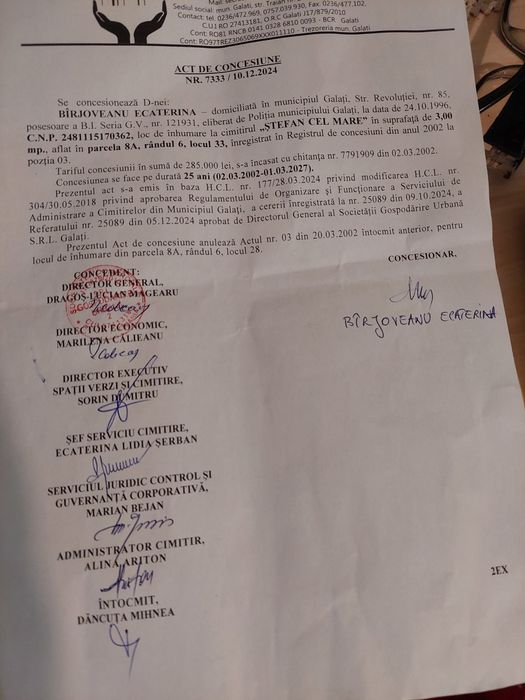 Sediul social: mun. Galati, str. Traian
Contact: tel. 0236/472.969, 0757.039.930, Fax. 0236/477.102,
CUI RO 27413181, O.R.C Galati J17/879/2010
Cont: RO81 RNCB 0141 0328 6810 0093 - BCR Galati
Cont: RO97TREZ3065069XXX011110 - Trezoreria mun. Galati
ACT DE CONCESIUNE
NR. 7333 / 10.12.2024
Se concesionează D-nei:
BÎRJOVEANU ECATERINA – domiciliată în municipiul Galați, Str. Revoluției, nr. 85,
posesoare a B.I. Seria G.V., nr. 121931, eliberat de Poliția municipiului Galați, la data de 24.10.1996,
C.N.P. 2481115170362, loc de înhumare la cimitirul „ȘTEFAN CEL MARE” în suprafață de 3,00
mp., aflat în parcela 8A, rândul 6, locul 33, înregistrat în Registrul de concesiuni din anul 2002 la
poziția 03.
Tariful concesiunii în sumă de 285.000 lei, s-a încasat cu chitanța nr. 7791909 din 02.03.2002.
Concesiunea se face pe durată 25 ani (02.03.2002-01.03.2027).
Prezentul act s-a emis în baza H.C.L. nr. 177/28.03.2024 privind modificarea H.C.L. nr.
304/30.05.2018 privind aprobarea Regulamentului de Organizare și Funcționare a Serviciului de
Administrare a Cimitirelor din Municipiul Galați, a cererii înregistrată la nr. 25089 din 09.10.2024, a
Referatului nr. 25089 din 05.12.2024 aprobat de Directorul General al Societății Gospodărire Urbană
S.R.L. Galați.
Prezentul Act de concesiune anulează Actul nr. 03 din 20.03.2002 întocmit anterior, pentru
locul de înhumare din parcela 8A, rândul 6, locul 28.
CONCEDENT:
DIRECTOR GENERAL,
DRAGOȘ-LUCIAN MĂGEARU
CONCESIONAR,
BÎRJOVEANU ECATERINA
DIRECTOR ECONOMIC,
MARILENA CĂLIEANU
DIRECTOR EXECUTIV
SPAȚII VERZI ȘI CIMITIRE,
SORIN DUMITRU
ȘEF SERVICIU CIMITIRE,
ECATERINA LIDIA ȘERBAN
SERVICIUL JURIDIC CONTROL ȘI
GUVERNANȚĂ CORPORATIVĂ,
MARIAN BEJAN
ADMINISTRATOR CIMITIR,
ALINA ARITON
ÎNTOCMIT,
DĂNCUȚA MIHNEA
2EX